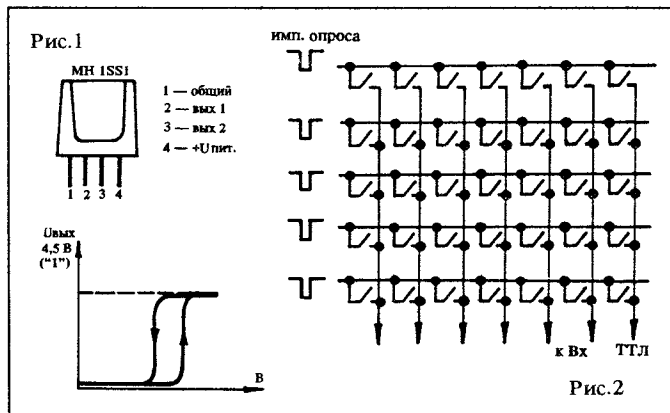 Рис.1
МН 1SS1
1 — общий
2 — вых 1
3 — вых 2
4 — +U пит.
1 2 3 4
Uвых
4,5 В
("1")
В
имп. опроса
к Вх ТТЛ
Рис.2